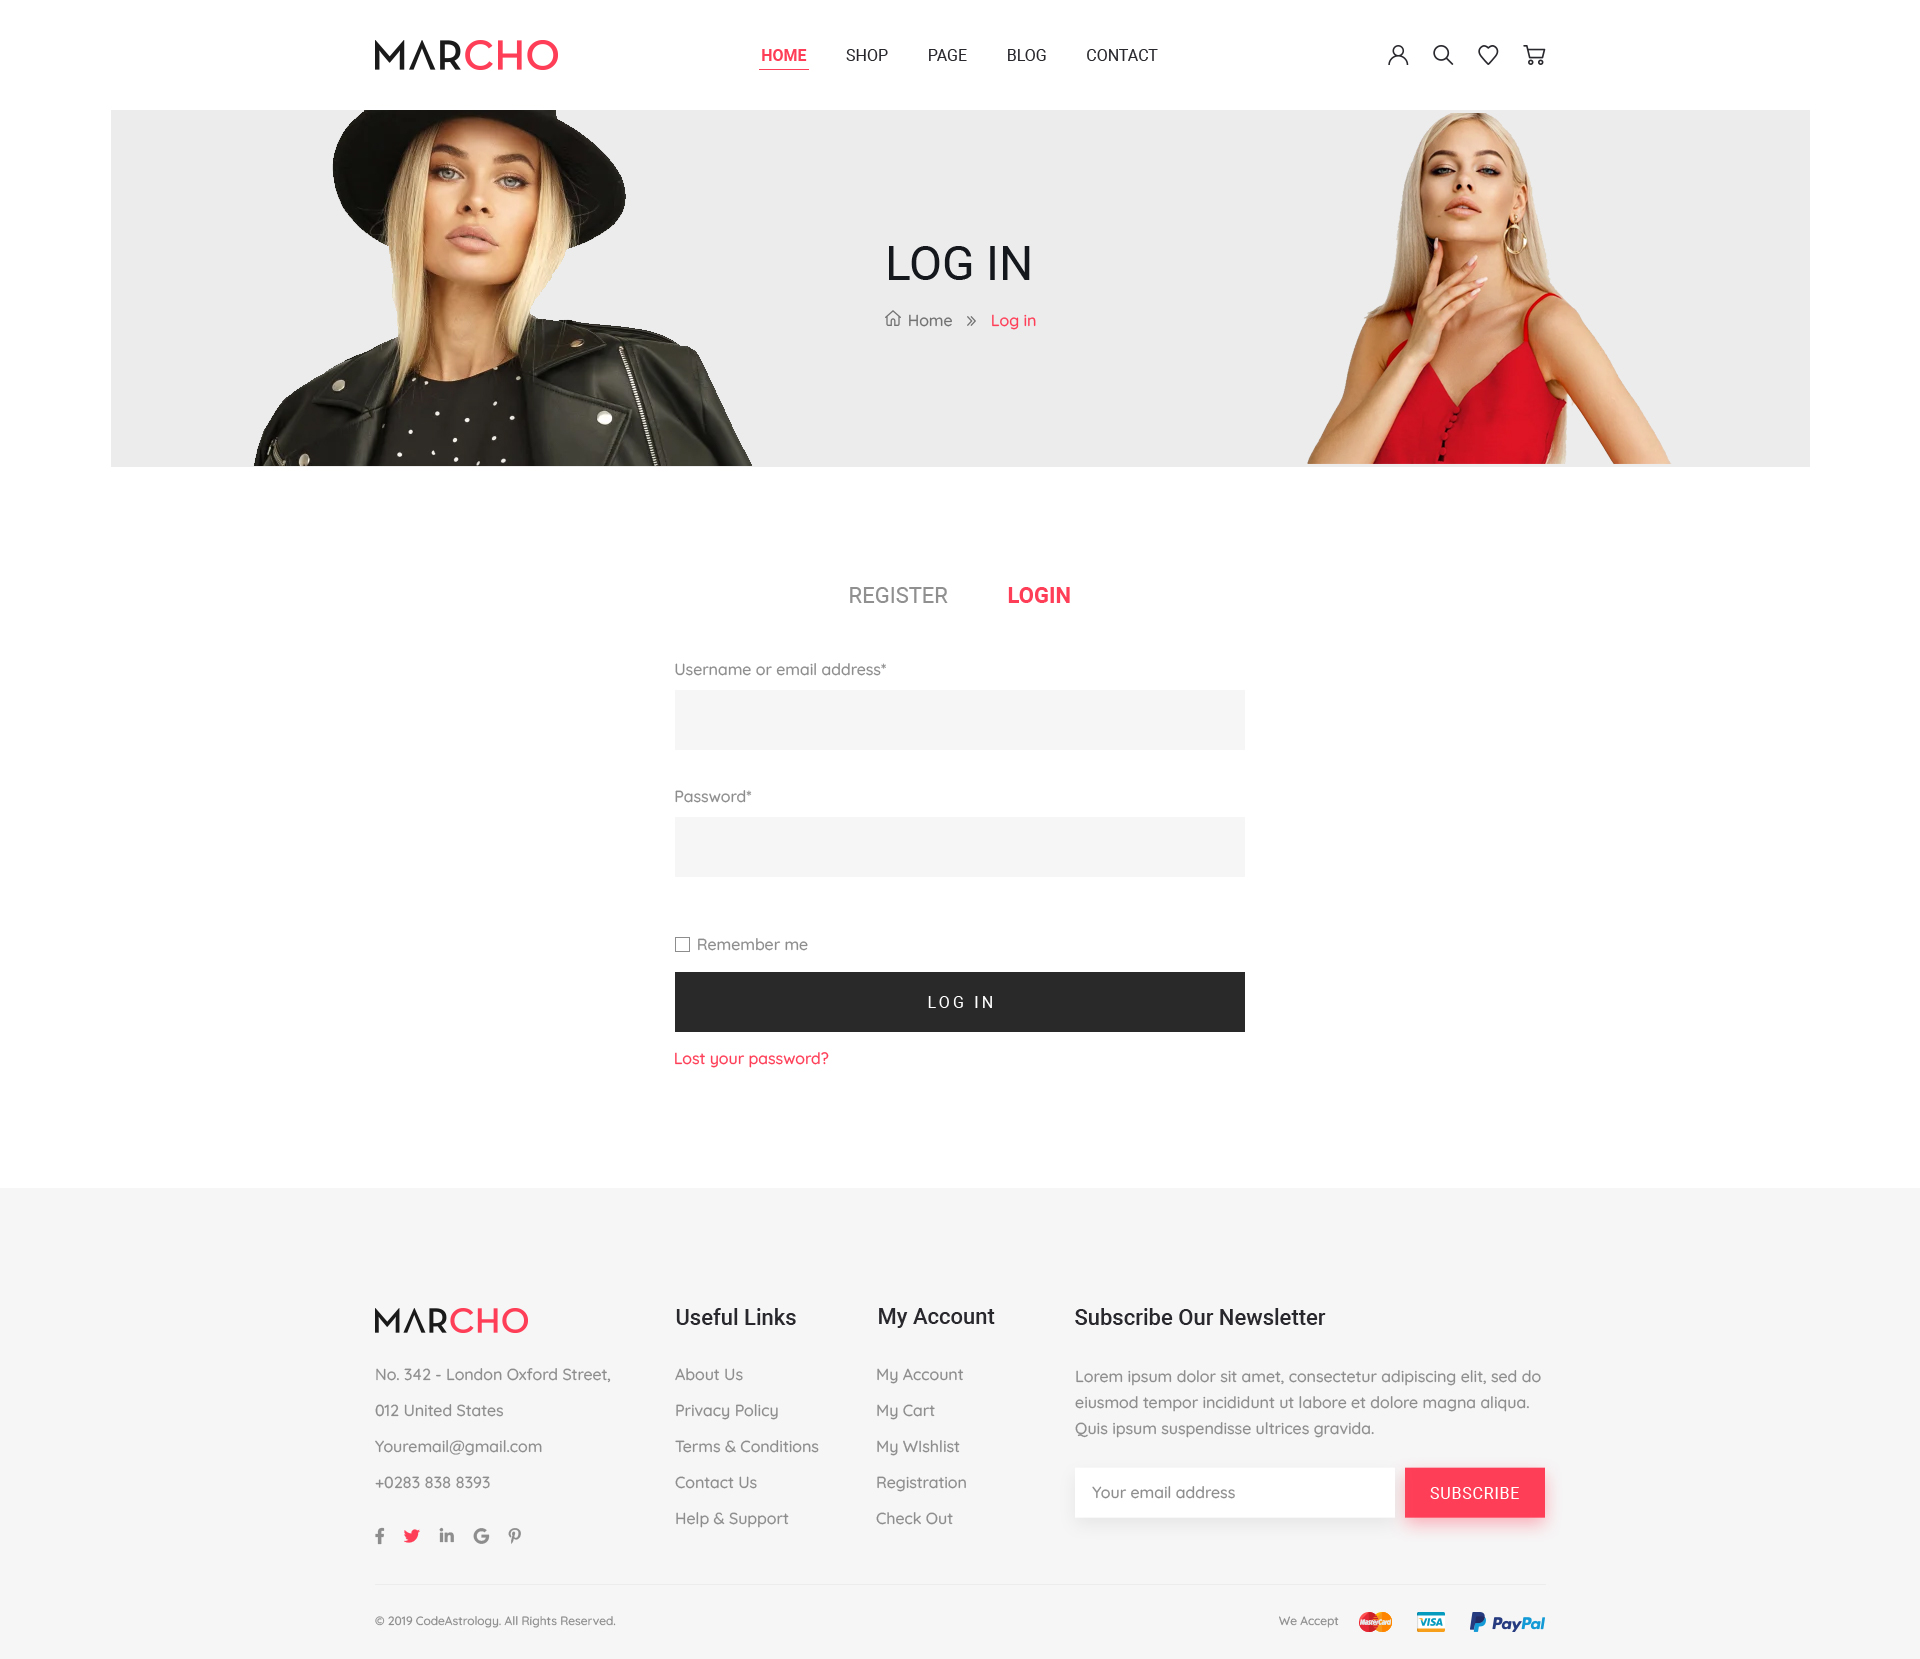 MARCHO
HOME SHOP PAGE BLOG CONTACT
LOG IN
Home » Log in
REGISTER LOGIN
Username or email address*
Password*
Remember me
LOG IN
Lost your password?
MARCHO
No. 342 - London Oxford Street,
012 United States
Youremail@gmail.com
+0283 838 8393
Useful Links
About Us
Privacy Policy
Terms & Conditions
Contact Us
Help & Support
My Account
My Account
My Cart
My WIshlist
Registration
Check Out
Subscribe Our Newsletter
Lorem ipsum dolor sit amet, consectetur adipiscing elit, sed do
eiusmod tempor incididunt ut labore et dolore magna aliqua.
Quis ipsum suspendisse ultrices gravida.
Your email address
SUBSCRIBE
© 2019 CodeAstrology. All Rights Reserved.
We Accept MasterCard VISA PayPal